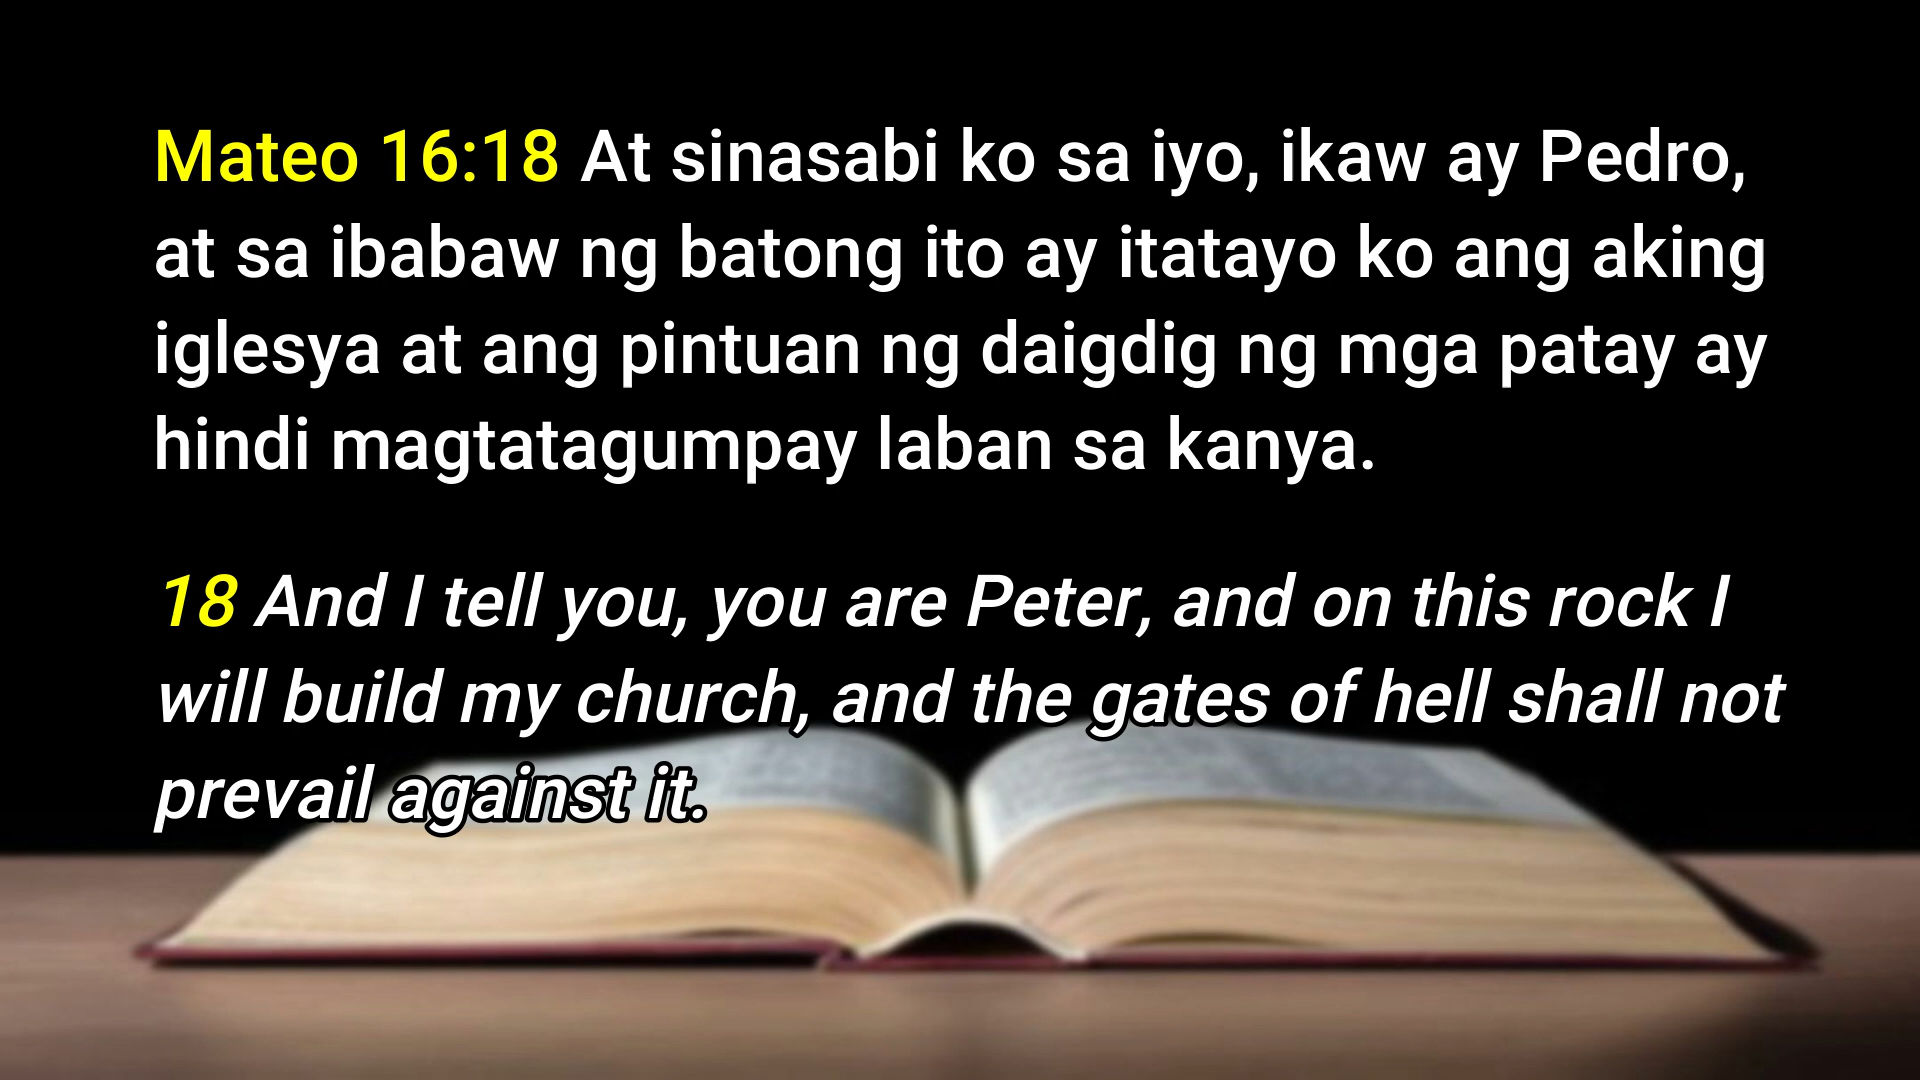 Mateo 16:18 At sinasabi ko sa iyo, ikaw ay Pedro,
at sa ibabaw ng batong ito ay itatayo ko ang aking
iglesya at ang pintuan ng daigdig ng mga patay ay
hindi magtatagumpay laban sa kanya.
18 And I tell you, you are Peter, and on this rock I
will build my church, and the gates of hell shall not
prevail against it.